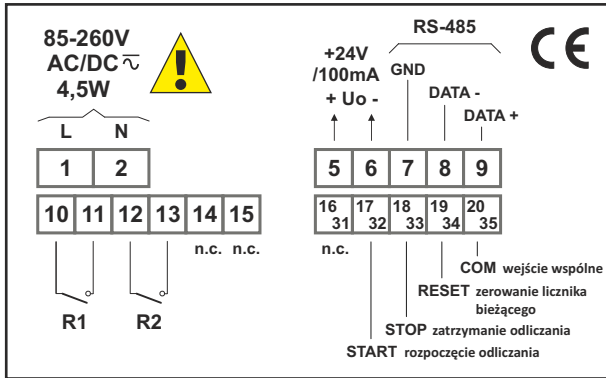 85-260V
AC/DC
4,5W
L N
1 2
10 11 12 13 14 15
n.c. n.c.
R1 R2
RS-485
CE
+24V
/100mA
+ Uo -
GND
DATA -
DATA +
5 6 7 8 9
16 17 18 19 20
31 32 33 34 35
n.c.
COM wejście wspólne
RESET zerowanie licznika
bieżącego
STOP zatrzymanie odliczania
START rozpoczęcie odliczania